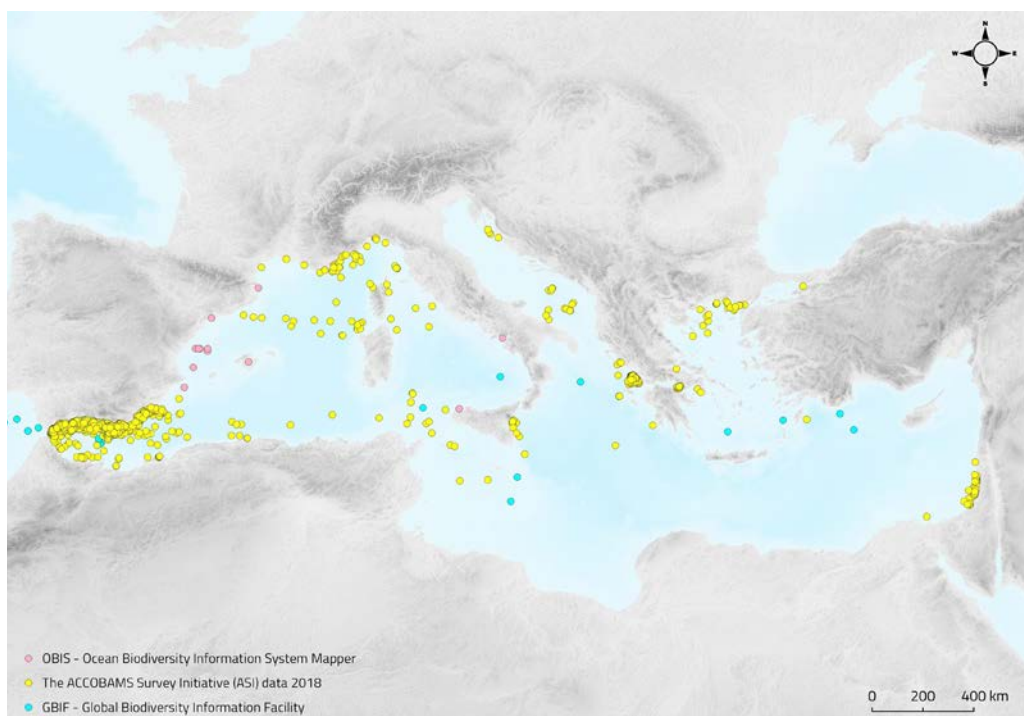 N
W E
S
OBIS - Ocean Biodiversity Information System Mapper
The ACCOBAMS Survey Initiative (ASI) data 2018
GBIF - Global Biodiversity Information Facility
0 200 400 km